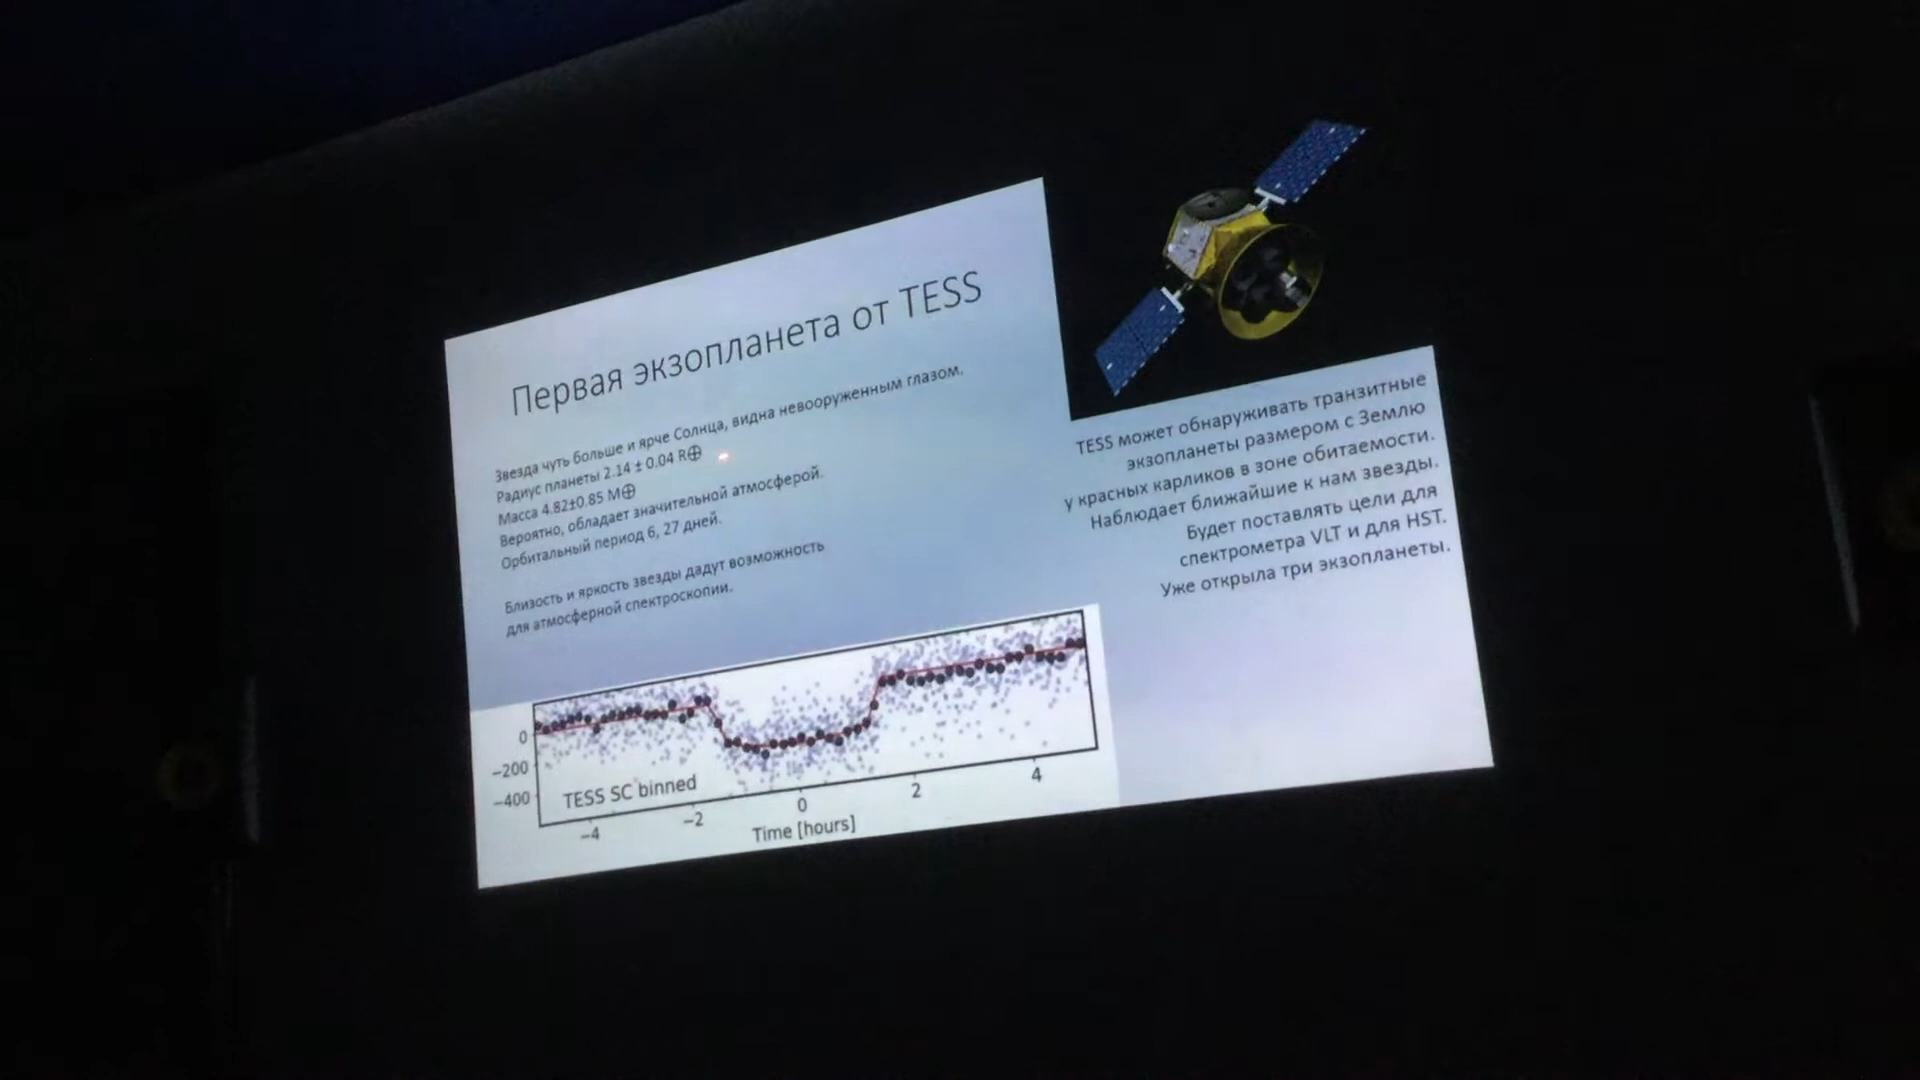 Первая экзопланета от TESS
Звезда чуть больше и ярче Солнца, видна невооруженным глазом.
Радиус планеты 2.14 ± 0.04 R⊕
Масса 4.82±0.85 M⊕
Вероятно, обладает значительной атмосферой.
Орбитальный период 6, 27 дней.
Близость и яркость звезды дадут возможность
для атмосферной спектроскопии.
TESS может обнаруживать транзитные
экзопланеты размером с Землю
у красных карликов в зоне обитаемости.
Наблюдает ближайшие к нам звезды.
Будет поставлять цели для
спектрометра VLT и для HST.
Уже открыла три экзопланеты.
0
−200
−400
TESS SC binned
−4
−2
0
2
4
Time [hours]